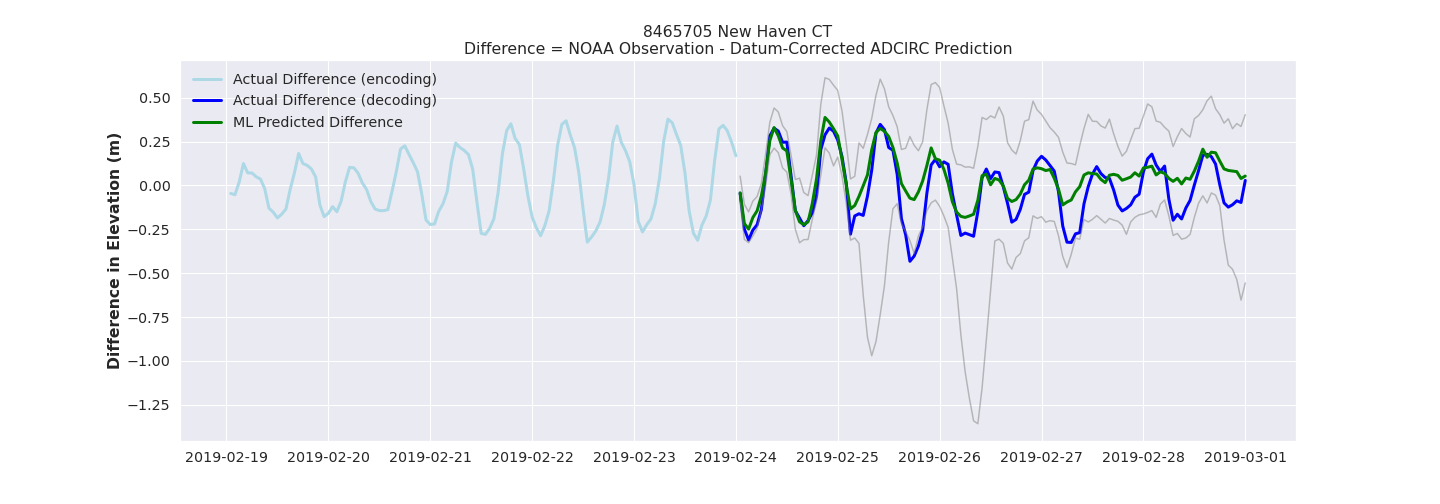 8465705 New Haven CT
Difference = NOAA Observation - Datum-Corrected ADCIRC Prediction
Actual Difference (encoding)
Actual Difference (decoding)
ML Predicted Difference
Difference in Elevation (m)
0.50
0.25
0.00
−0.25
−0.50
−0.75
−1.00
−1.25
2019-02-19 2019-02-20 2019-02-21 2019-02-22 2019-02-23 2019-02-24 2019-02-25 2019-02-26 2019-02-27 2019-02-28 2019-03-01